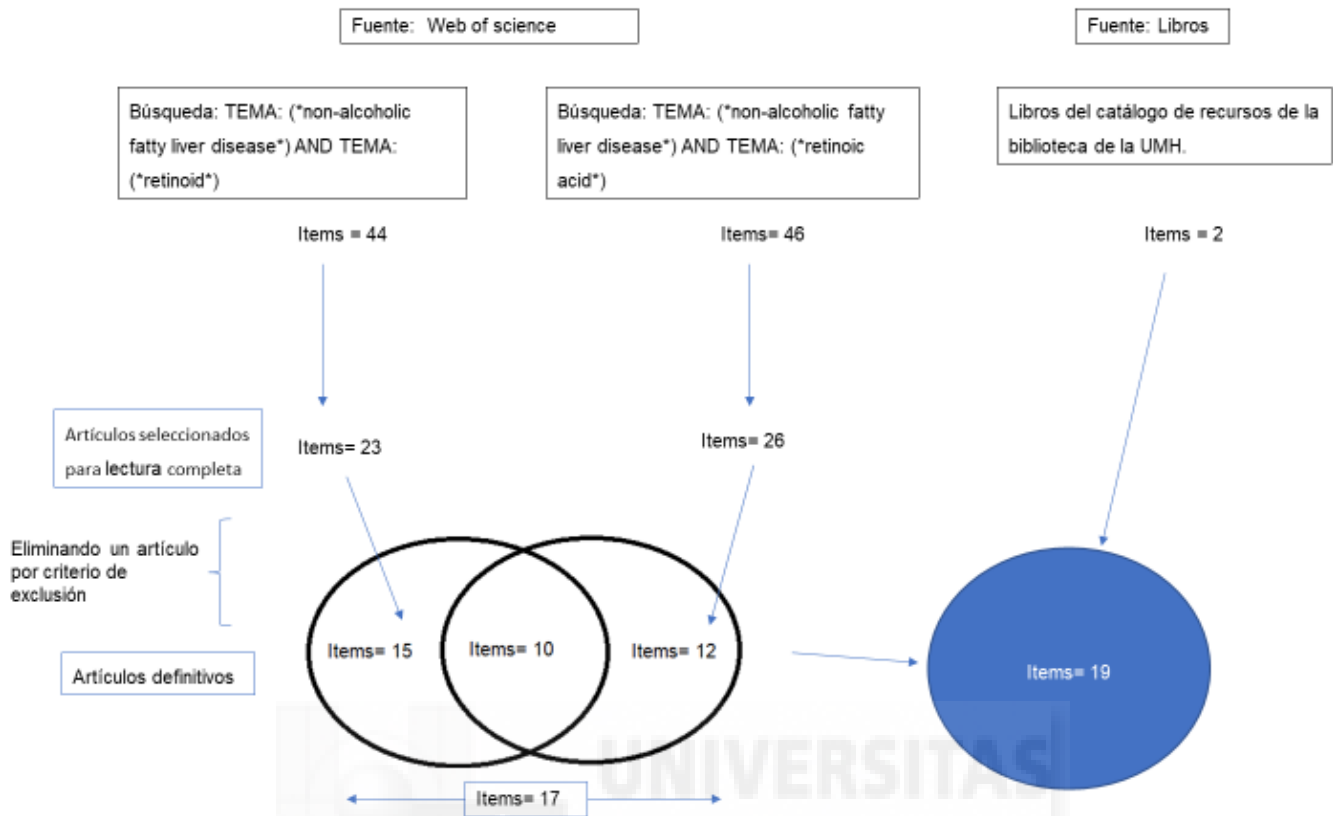 Fuente: Web of science
Fuente: Libros
Búsqueda: TEMA: (*non-alcoholic
fatty liver disease*) AND TEMA:
(*retinoid*)
Búsqueda: TEMA: (*non-alcoholic fatty
liver disease*) AND TEMA: (*retinoic
acid*)
Libros del catálogo de recursos de la
biblioteca de la UMH.
Items = 44
Items= 46
Items = 2
Artículos seleccionados
para lectura completa
Items= 23
Items= 26
Eliminando un artículo
por criterio de
exclusión
Artículos definitivos
Items= 15
Items= 10
Items= 12
Items= 19
Items= 17
UNIVERSITAS